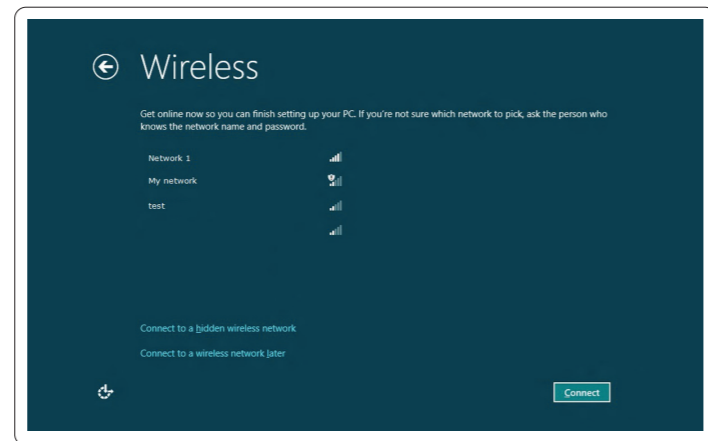 Wireless
Get online now so you can finish setting up your PC. If you're not sure which network to pick, ask the person who
knows the network name and password.
Network 1
My network
test
Connect to a hidden wireless network
Connect to a wireless network later
Connect